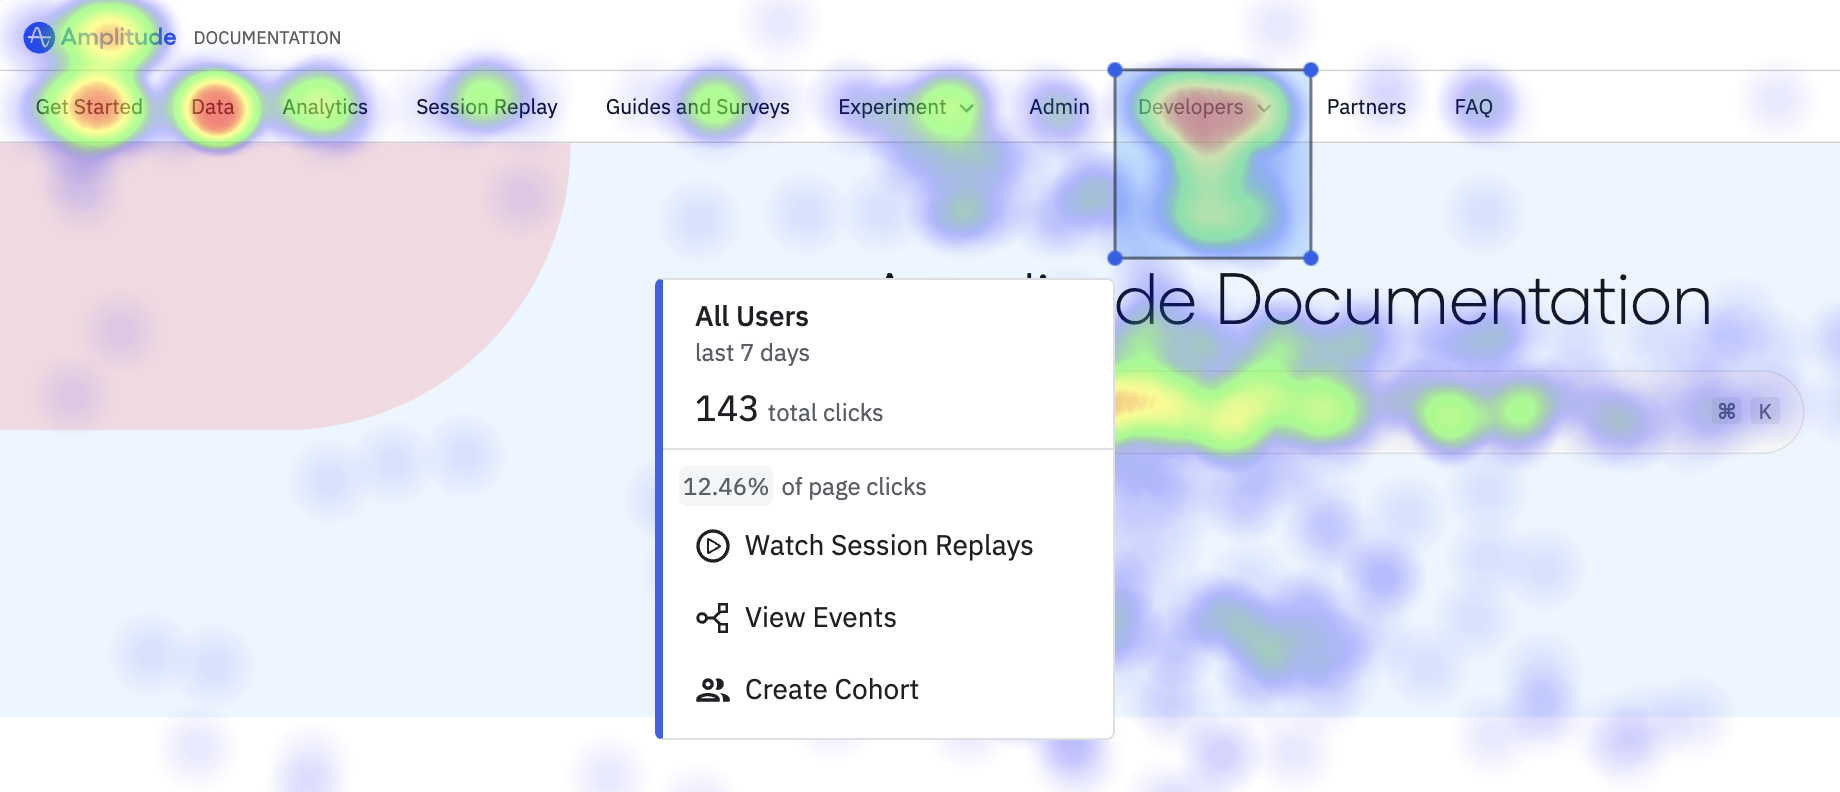 Amplitude DOCUMENTATION
Get Started Data Analytics Session Replay Guides and Surveys Experiment Admin Developers Partners FAQ
de Documentation
All Users
last 7 days
143 total clicks
⌘ K
12.46% of page clicks
Watch Session Replays
View Events
Create Cohort